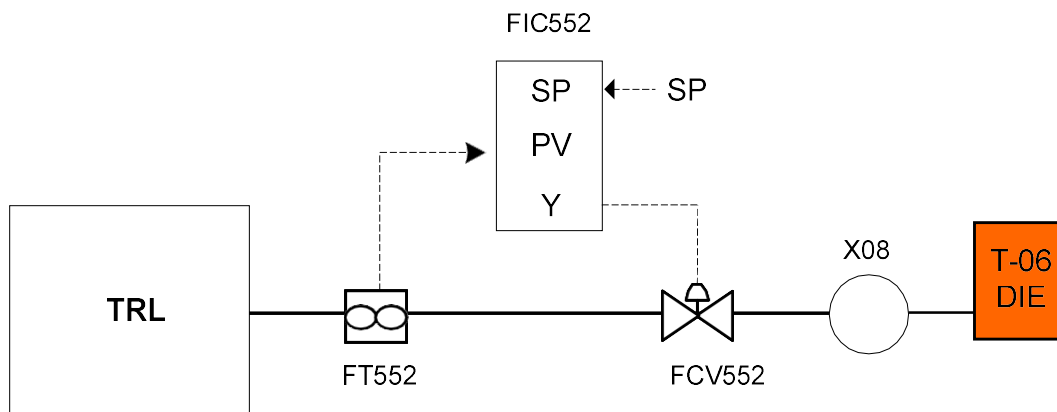 FIC552
SP
SP
PV
Y
X08
T-06
DIE
TRL
FT552
FCV552